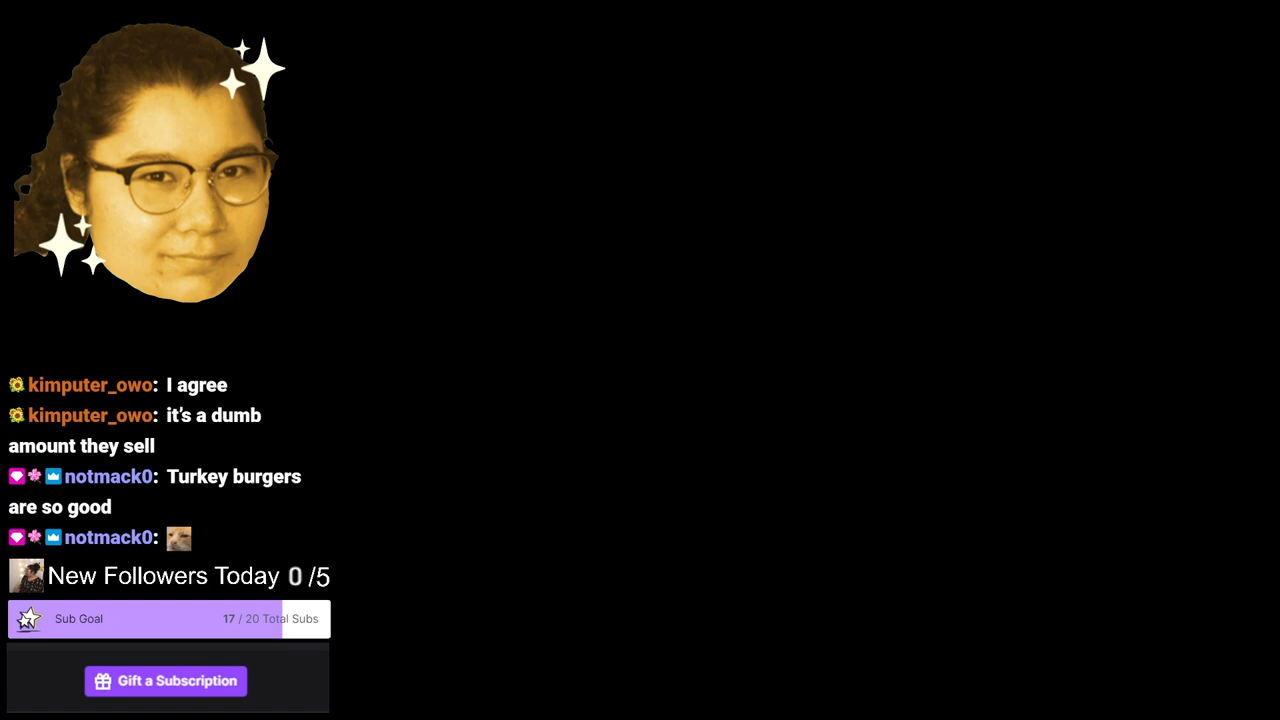 kimputer_owo: I agree
kimputer_owo: it's a dumb
amount they sell
notmack0: Turkey burgers
are so good
notmack0:
New Followers Today 0 /5
Sub Goal 17 / 20 Total Subs
Gift a Subscription